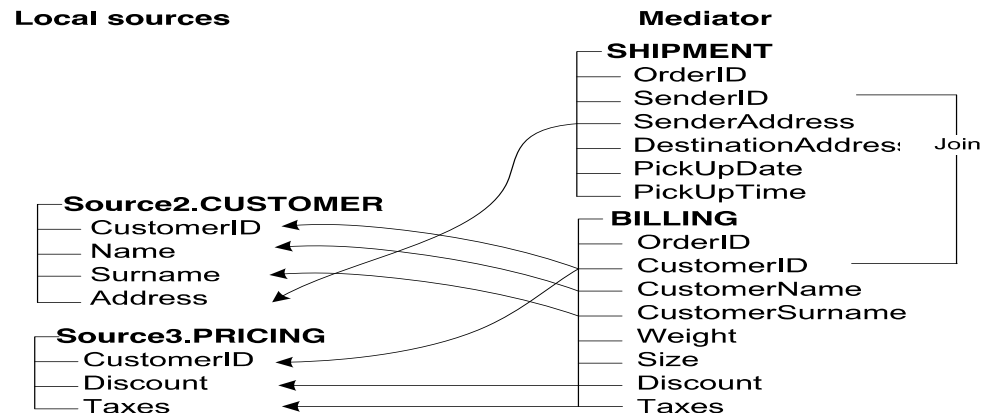 Local sources
Mediator
SHIPMENT
OrderID
SenderID
SenderAddress
DestinationAddres:
Join
PickUpDate
PickUpTime
Source2.CUSTOMER
CustomerID
Name
Surname
Address
BILLING
OrderID
CustomerID
CustomerName
CustomerSurname
Weight
Size
Discount
Taxes
Source3.PRICING
CustomerID
Discount
Taxes